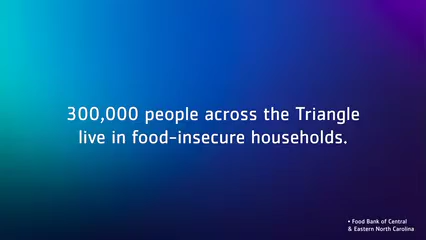 300,000 people across the Triangle
live in food-insecure households.
• Food Bank of Central
& Eastern North Carolina